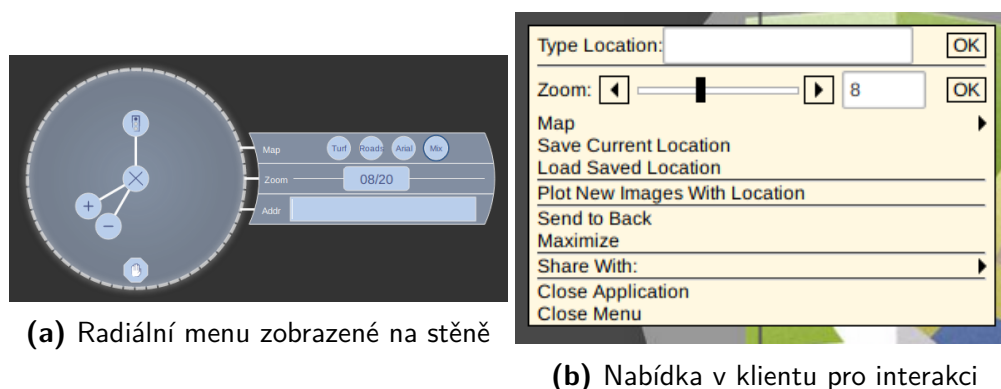 Map Turf Roads Arial Mix
Zoom 08/20
Addr
(a) Radiální menu zobrazené na stěně
Type Location: OK
Zoom: 8 OK
Map
Save Current Location
Load Saved Location
Plot New Images With Location
Send to Back
Maximize
Share With:
Close Application
Close Menu
(b) Nabídka v klientu pro interakci